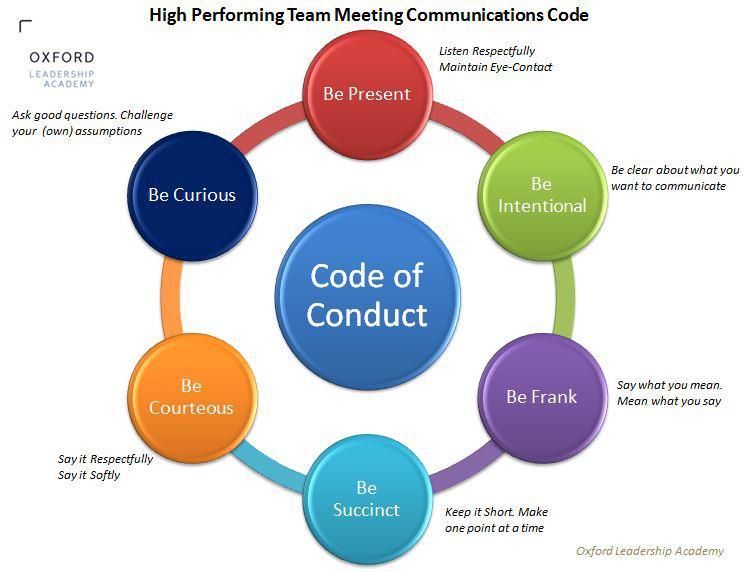 High Performing Team Meeting Communications Code
OXFORD
LEADERSHIP
ACADEMY
Be Present
Listen Respectfully
Maintain Eye-Contact
Be
Intentional
Be clear about what you
want to communicate
Be Frank
Say what you mean.
Mean what you say
Be
Succinct
Keep it Short. Make
one point at a time
Be
Courteous
Say it Respectfully
Say it Softly
Be Curious
Ask good questions. Challenge
your (own) assumptions
Code of
Conduct
Oxford Leadership Academy